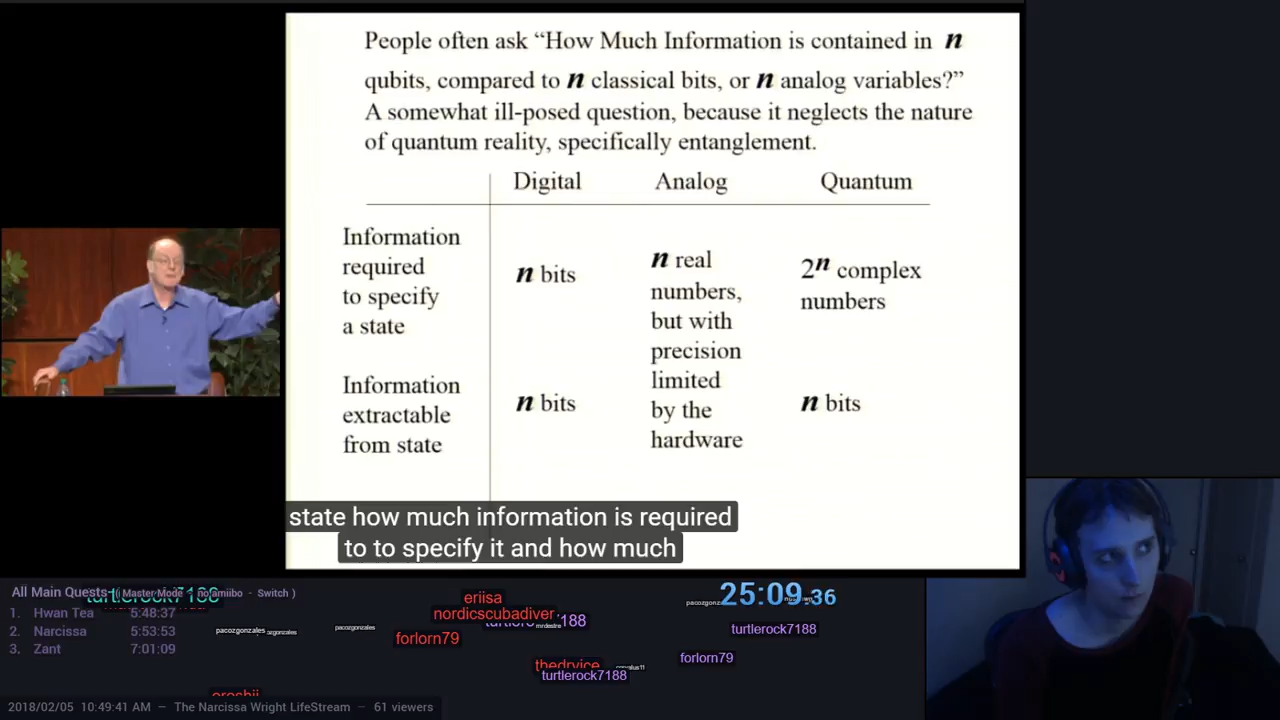 People often ask “How Much Information is contained in n
qubits, compared to n classical bits, or n analog variables?”
A somewhat ill-posed question, because it neglects the nature
of quantum reality, specifically entanglement.
Digital Analog Quantum
Information
required
to specify
a state
n bits
n real
numbers,
but with
precision
limited
by the
hardware
2ⁿ complex
numbers
Information
extractable
from state
n bits
n bits
state how much information is required
to to specify it and how much
All Main Quests ( Master Mode - no amiibo - Switch )
1. Hwan Tea 5:48:37
2. Narcissa 5:53:53
3. Zant 7:01:09
turtlerock7188
pacozgonzales
pacozgonzales
eriisa
nordicscubadiver
forlorn79
thedrvice
turtlerock7188
25:09.36
turtlerock7188
forlorn79
2018/02/05 10:49:41 AM — The Narcissa Wright LifeStream — 61 viewers